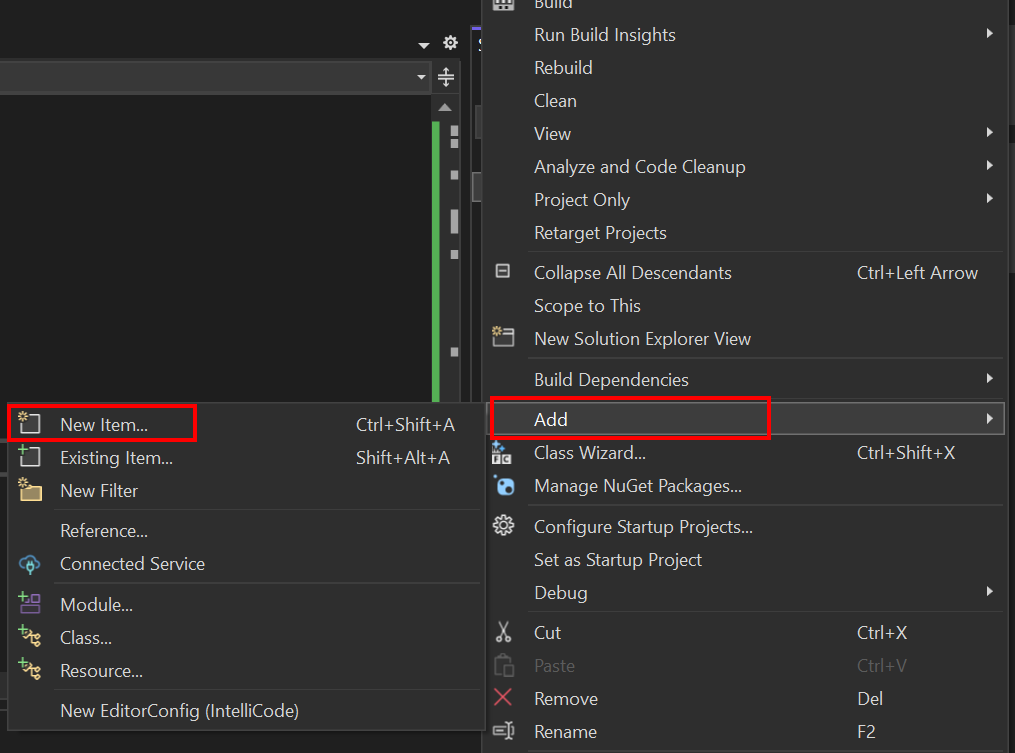 Build
Run Build Insights
Rebuild
Clean
View
Analyze and Code Cleanup
Project Only
Retarget Projects
Collapse All Descendants Ctrl+Left Arrow
Scope to This
New Solution Explorer View
Build Dependencies
Add
Class Wizard... Ctrl+Shift+X
Manage NuGet Packages...
Configure Startup Projects...
Set as Startup Project
Debug
Cut Ctrl+X
Paste Ctrl+V
Remove Del
Rename F2
New Item... Ctrl+Shift+A
Existing Item... Shift+Alt+A
New Filter
Reference...
Connected Service
Module...
Class...
Resource...
New EditorConfig (IntelliCode)